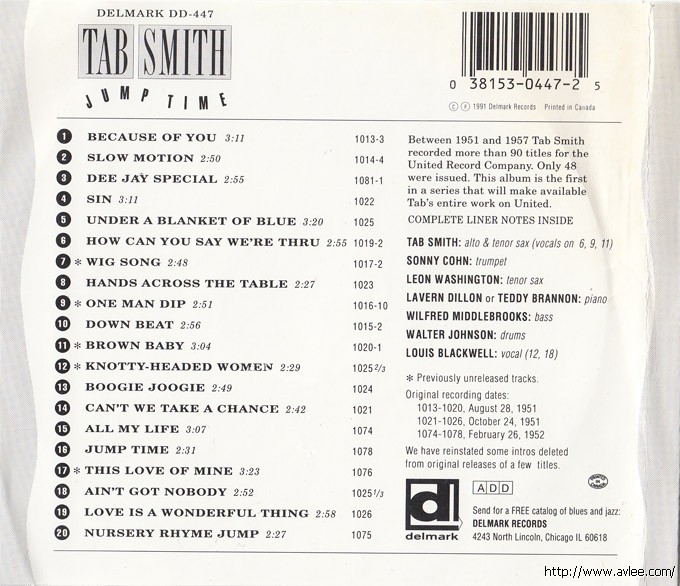 DELMARK DD-447
TAB SMITH
JUMP TIME
0 38153-0447-2 5
© ℗ 1991 Delmark Records Printed in Canada
1 BECAUSE OF YOU 3:11 1013-3
2 SLOW MOTION 2:50 1014-4
3 DEE JAY SPECIAL 2:55 1081-1
4 SIN 3:11 1022
5 UNDER A BLANKET OF BLUE 3:20 1025
6 HOW CAN YOU SAY WE'RE THRU 2:55 1019-2
7 * WIG SONG 2:48 1017-2
8 HANDS ACROSS THE TABLE 2:27 1023
9 * ONE MAN DIP 2:51 1016-10
10 DOWN BEAT 2:56 1015-2
11 * BROWN BABY 3:04 1020-1
12 * KNOTTY-HEADED WOMEN 2:29 1025 2/3
13 BOOGIE JOOGIE 2:49 1024
14 CAN'T WE TAKE A CHANCE 2:42 1021
15 ALL MY LIFE 3:07 1074
16 JUMP TIME 2:31 1078
17 * THIS LOVE OF MINE 3:23 1076
18 AIN'T GOT NOBODY 2:52 1025 1/3
19 LOVE IS A WONDERFUL THING 2:58 1026
20 NURSERY RHYME JUMP 2:27 1075
Between 1951 and 1957 Tab Smith
recorded more than 90 titles for the
United Record Company. Only 48
were issued. This album is the first
in a series that will make available
Tab's entire work on United.
COMPLETE LINER NOTES INSIDE
TAB SMITH: alto & tenor sax (vocals on 6, 9, 11)
SONNY COHN: trumpet
LEON WASHINGTON: tenor sax
LAVERN DILLON or TEDDY BRANNON: piano
WILFRED MIDDLEBROOKS: bass
WALTER JOHNSON: drums
LOUIS BLACKWELL: vocal (12, 18)
* Previously unreleased tracks.
Original recording dates:
1013-1020, August 28, 1951
1021-1026, October 24, 1951
1074-1078, February 26, 1952
We have reinstated some intros deleted
from original releases of a few titles.
d
delmark
ADD
PRINTED IN CANADA
Send for a FREE catalog of blues and jazz:
DELMARK RECORDS
4243 North Lincoln, Chicago IL 60618
http://www.avlee.com/